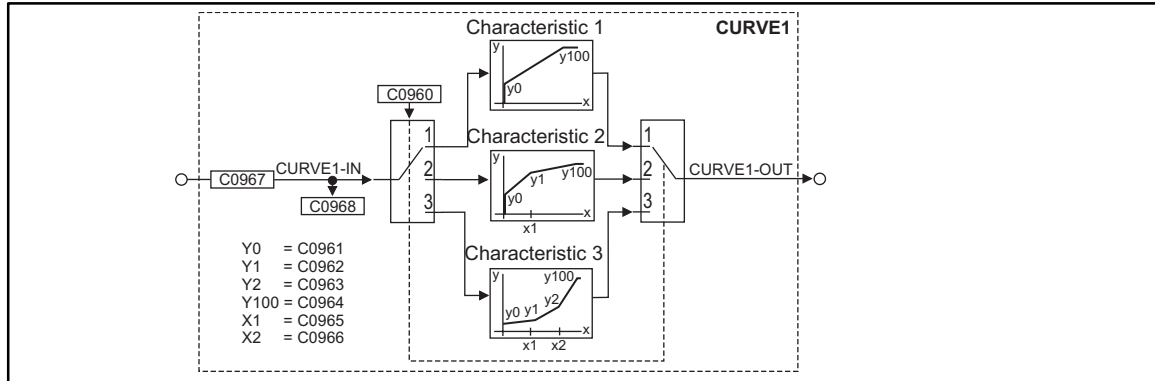 Characteristic 1
CURVE1
y
y100
y0
x
C0960
1
2
3
Characteristic 2
y
y1
y100
y0
x
x1
1
2
3
C0967
CURVE1-IN
C0968
CURVE1-OUT
Characteristic 3
y
y100
y2
y0
y1
x
x1
x2
Y0 = C0961
Y1 = C0962
Y2 = C0963
Y100 = C0964
X1 = C0965
X2 = C0966